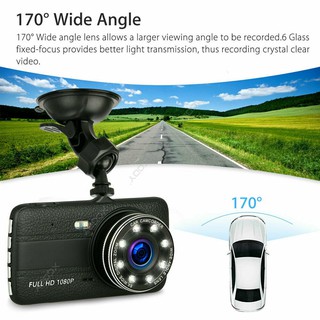 170° Wide Angle
170° Wide angle lens allows a larger viewing angle to be recorded.6 Glass
fixed-focus provides better light transmission, thus recording crystal clear
video.
170°
FULL HD 1080P